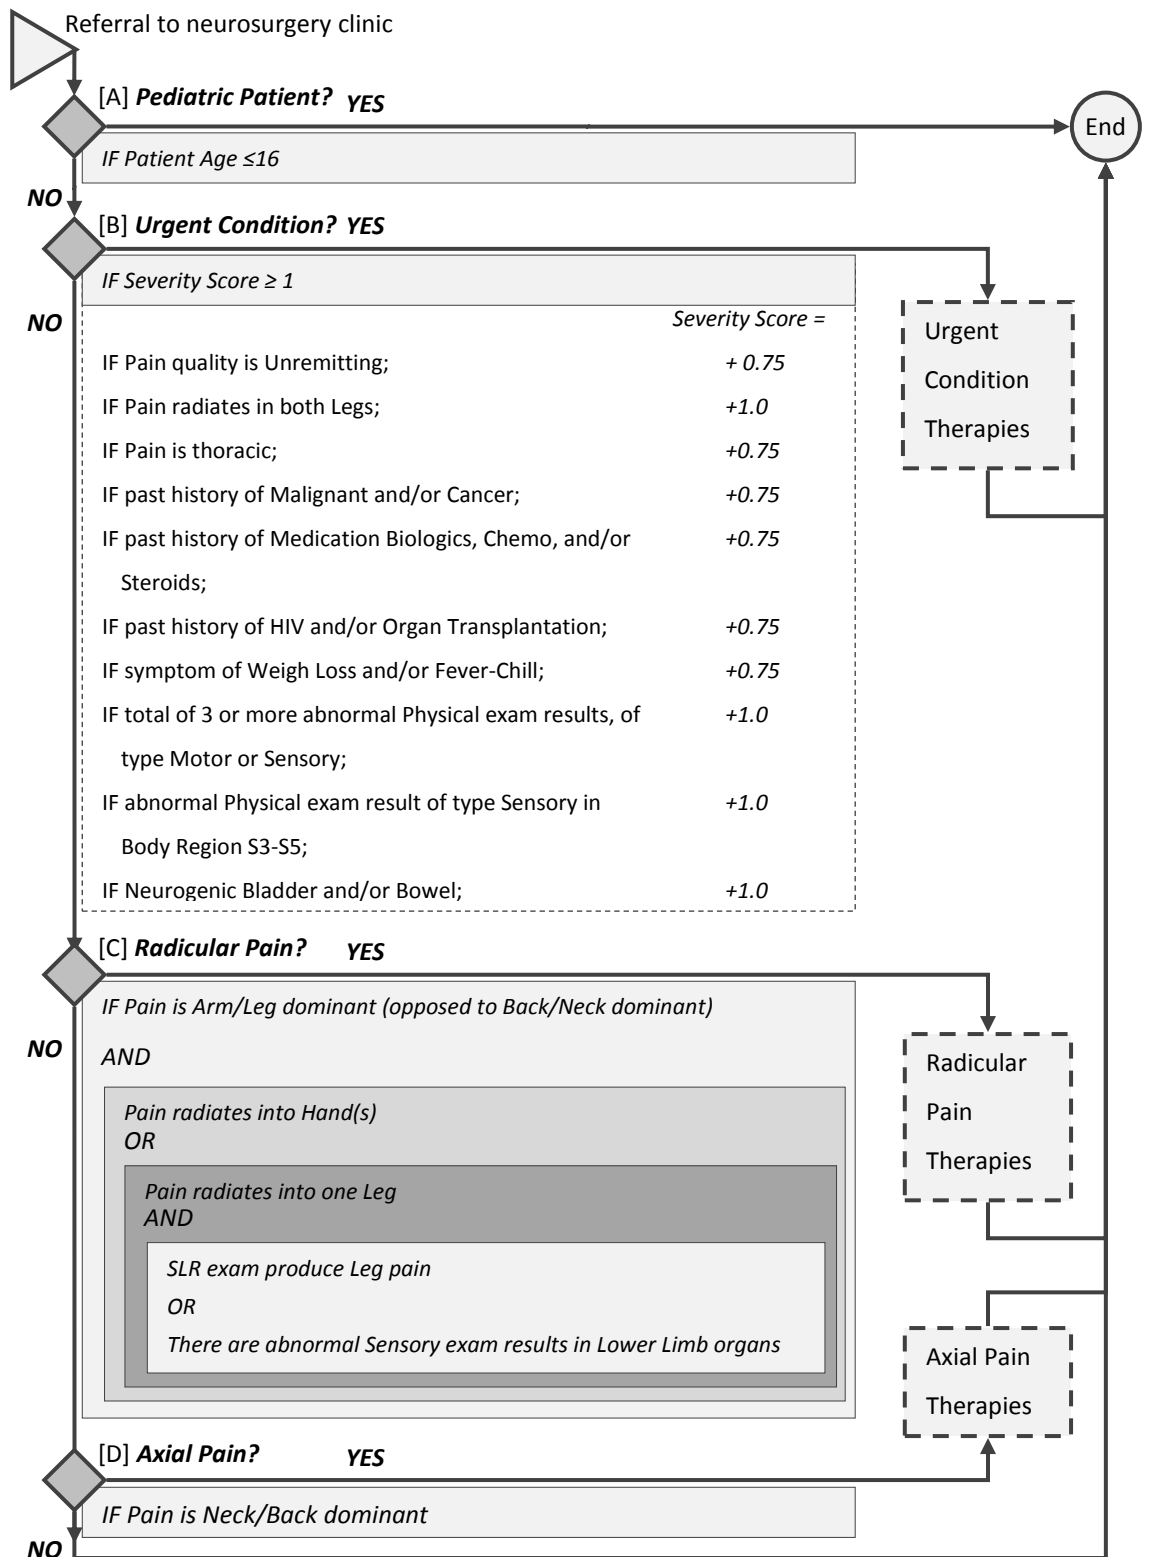 Referral to neurosurgery clinic
[A] Pediatric Patient? YES
End
IF Patient Age ≤16
NO
[B] Urgent Condition? YES
IF Severity Score ≥ 1
NO
Severity Score =
IF Pain quality is Unremitting; + 0.75
IF Pain radiates in both Legs; +1.0
IF Pain is thoracic; +0.75
IF past history of Malignant and/or Cancer; +0.75
IF past history of Medication Biologics, Chemo, and/or +0.75
Steroids;
IF past history of HIV and/or Organ Transplantation; +0.75
IF symptom of Weigh Loss and/or Fever-Chill; +0.75
IF total of 3 or more abnormal Physical exam results, of +1.0
type Motor or Sensory;
IF abnormal Physical exam result of type Sensory in +1.0
Body Region S3-S5;
IF Neurogenic Bladder and/or Bowel; +1.0
Urgent
Condition
Therapies
[C] Radicular Pain? YES
IF Pain is Arm/Leg dominant (opposed to Back/Neck dominant)
NO
AND
Pain radiates into Hand(s)
OR
Pain radiates into one Leg
AND
SLR exam produce Leg pain
OR
There are abnormal Sensory exam results in Lower Limb organs
Radicular
Pain
Therapies
Axial Pain
Therapies
[D] Axial Pain? YES
IF Pain is Neck/Back dominant
NO